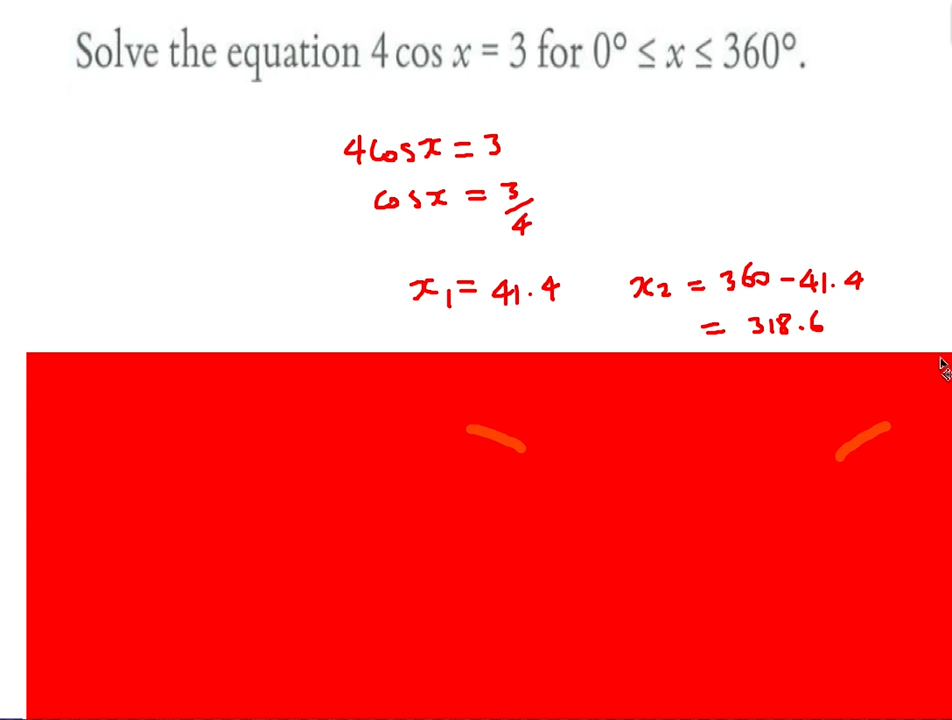 Solve the equation 4 cos x = 3 for 0° ≤ x ≤ 360°.
4cosx = 3
cosx = 3/4
x₁ = 41.4 x₂ = 360 - 41.4
= 318.6